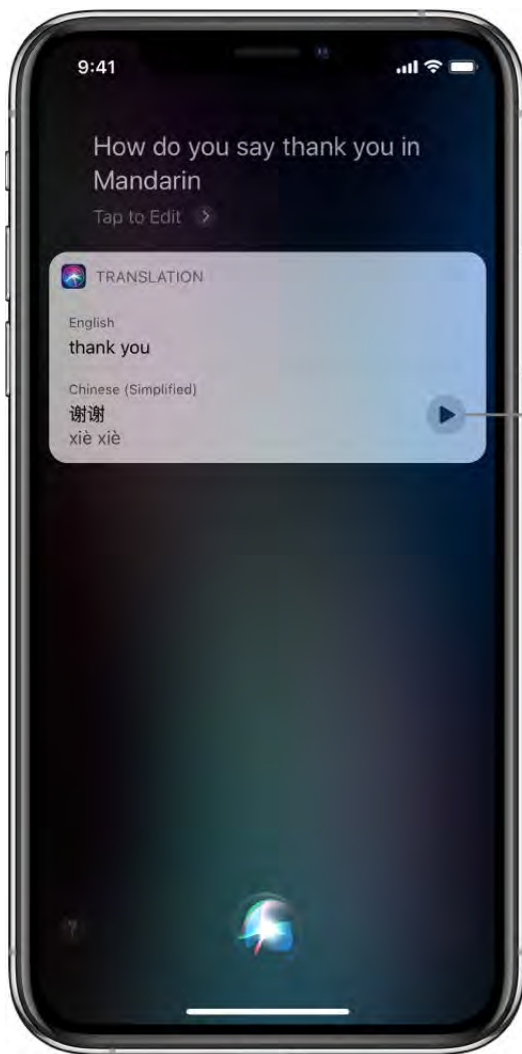 9:41
How do you say thank you in
Mandarin
Tap to Edit >
TRANSLATION
English
thank you
Chinese (Simplified)
谢谢
xiè xiè
?